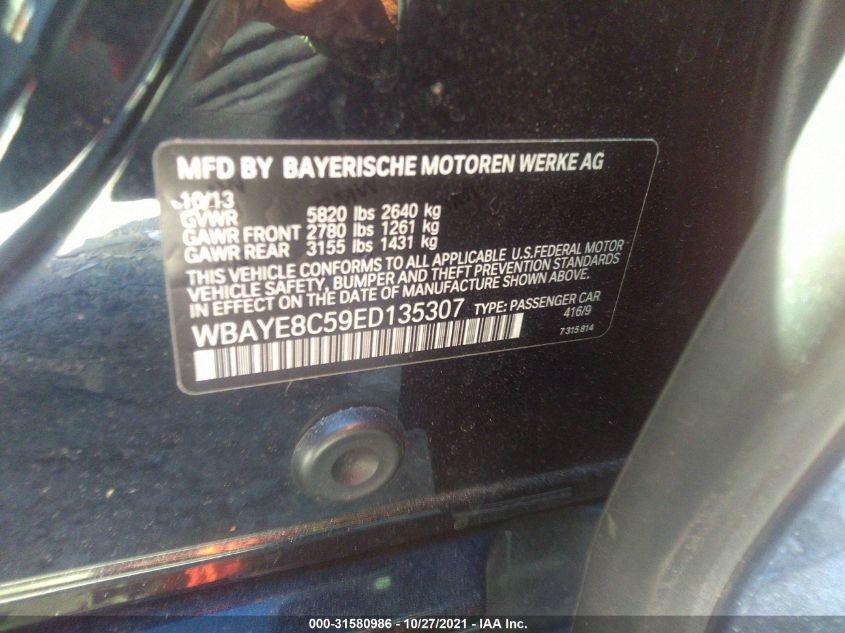 MFD BY BAYERISCHE MOTOREN WERKE AG
10/13
GVWR 5820 lbs 2640 kg
GAWR FRONT 2780 lbs 1261 kg
GAWR REAR 3155 lbs 1431 kg
THIS VEHICLE CONFORMS TO ALL APPLICABLE U.S.FEDERAL MOTOR
VEHICLE SAFETY, BUMPER AND THEFT PREVENTION STANDARDS
IN EFFECT ON THE DATE OF MANUFACTURE SHOWN ABOVE.
WBAYE8C59ED135307 TYPE: PASSENGER CAR
416/9
7 315 814
000-31580986 | 10/27/2021 | IAA Inc.